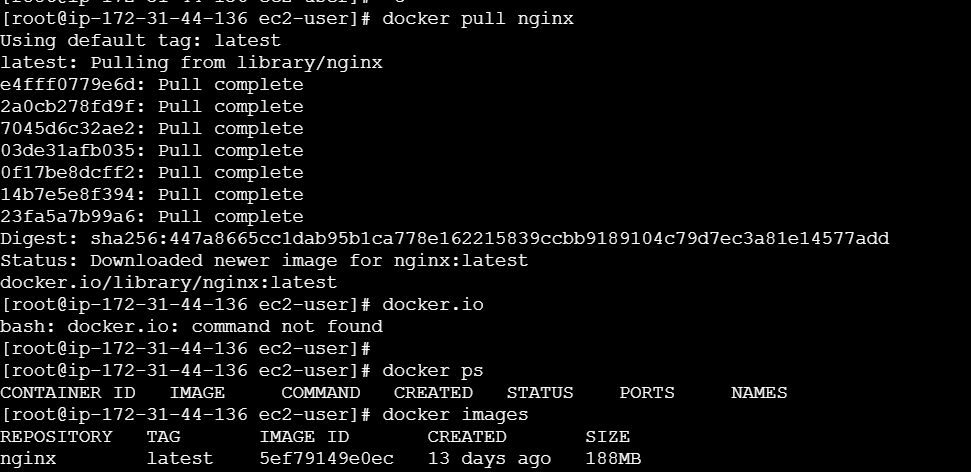 [root@ip-172-31-44-136 ec2-user]# docker pull nginx
Using default tag: latest
latest: Pulling from library/nginx
e4fff0779e6d: Pull complete
2a0cb278fd9f: Pull complete
7045d6c32ae2: Pull complete
03de31afb035: Pull complete
0f17be8dcff2: Pull complete
14b7e5e8f394: Pull complete
23fa5a7b99a6: Pull complete
Digest: sha256:447a8665cc1dab95b1ca778e162215839ccbb9189104c79d7ec3a81e14577add
Status: Downloaded newer image for nginx:latest
docker.io/library/nginx:latest
[root@ip-172-31-44-136 ec2-user]# docker.io
bash: docker.io: command not found
[root@ip-172-31-44-136 ec2-user]#
[root@ip-172-31-44-136 ec2-user]# docker ps
CONTAINER ID   IMAGE     COMMAND   CREATED   STATUS    PORTS     NAMES
[root@ip-172-31-44-136 ec2-user]# docker images
REPOSITORY   TAG       IMAGE ID       CREATED       SIZE
nginx        latest    5ef79149e0ec   13 days ago   188MB